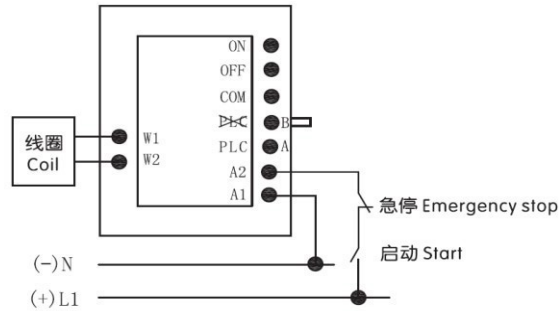 ON
OFF
COM
PLC B
PLC A
A2
A1
W1
W2
线圈
Coil
急停 Emergency stop
启动 Start
(-)N
(+)L1